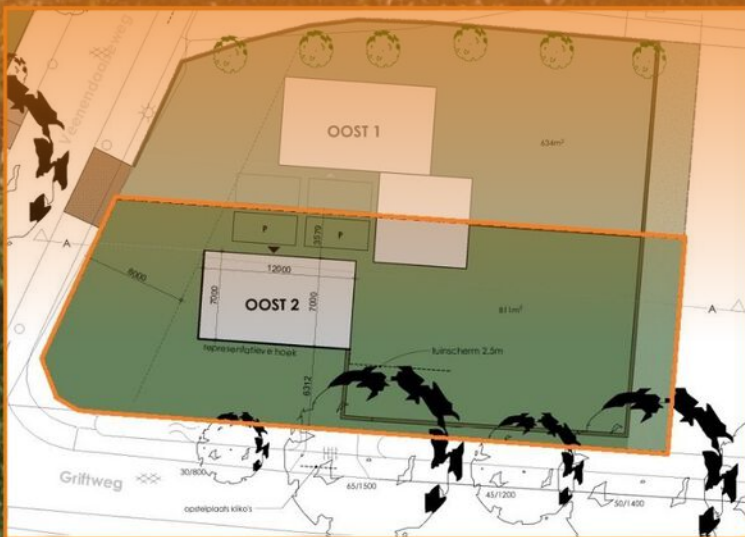 Veenendaalseweg
OOST 1
634m²
P
P
3579
A
A
8000
12000
7000
7000
OOST 2
811m²
representatieve hoek
tuinscherm 2.5m
6312
Griftweg
30/800
65/1500
45/1200
50/1400
opstelplaats kliko's